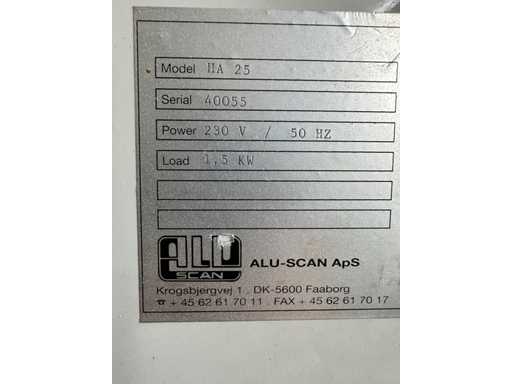 Model HA 25
Serial 40055
Power 230 V / 50 HZ
Load 1,5 KW
ALU
SCAN
ALU-SCAN ApS
Krogsbjergvej 1 . DK-5600 Faaborg
☎ + 45 62 61 70 11 . FAX + 45 62 61 70 17